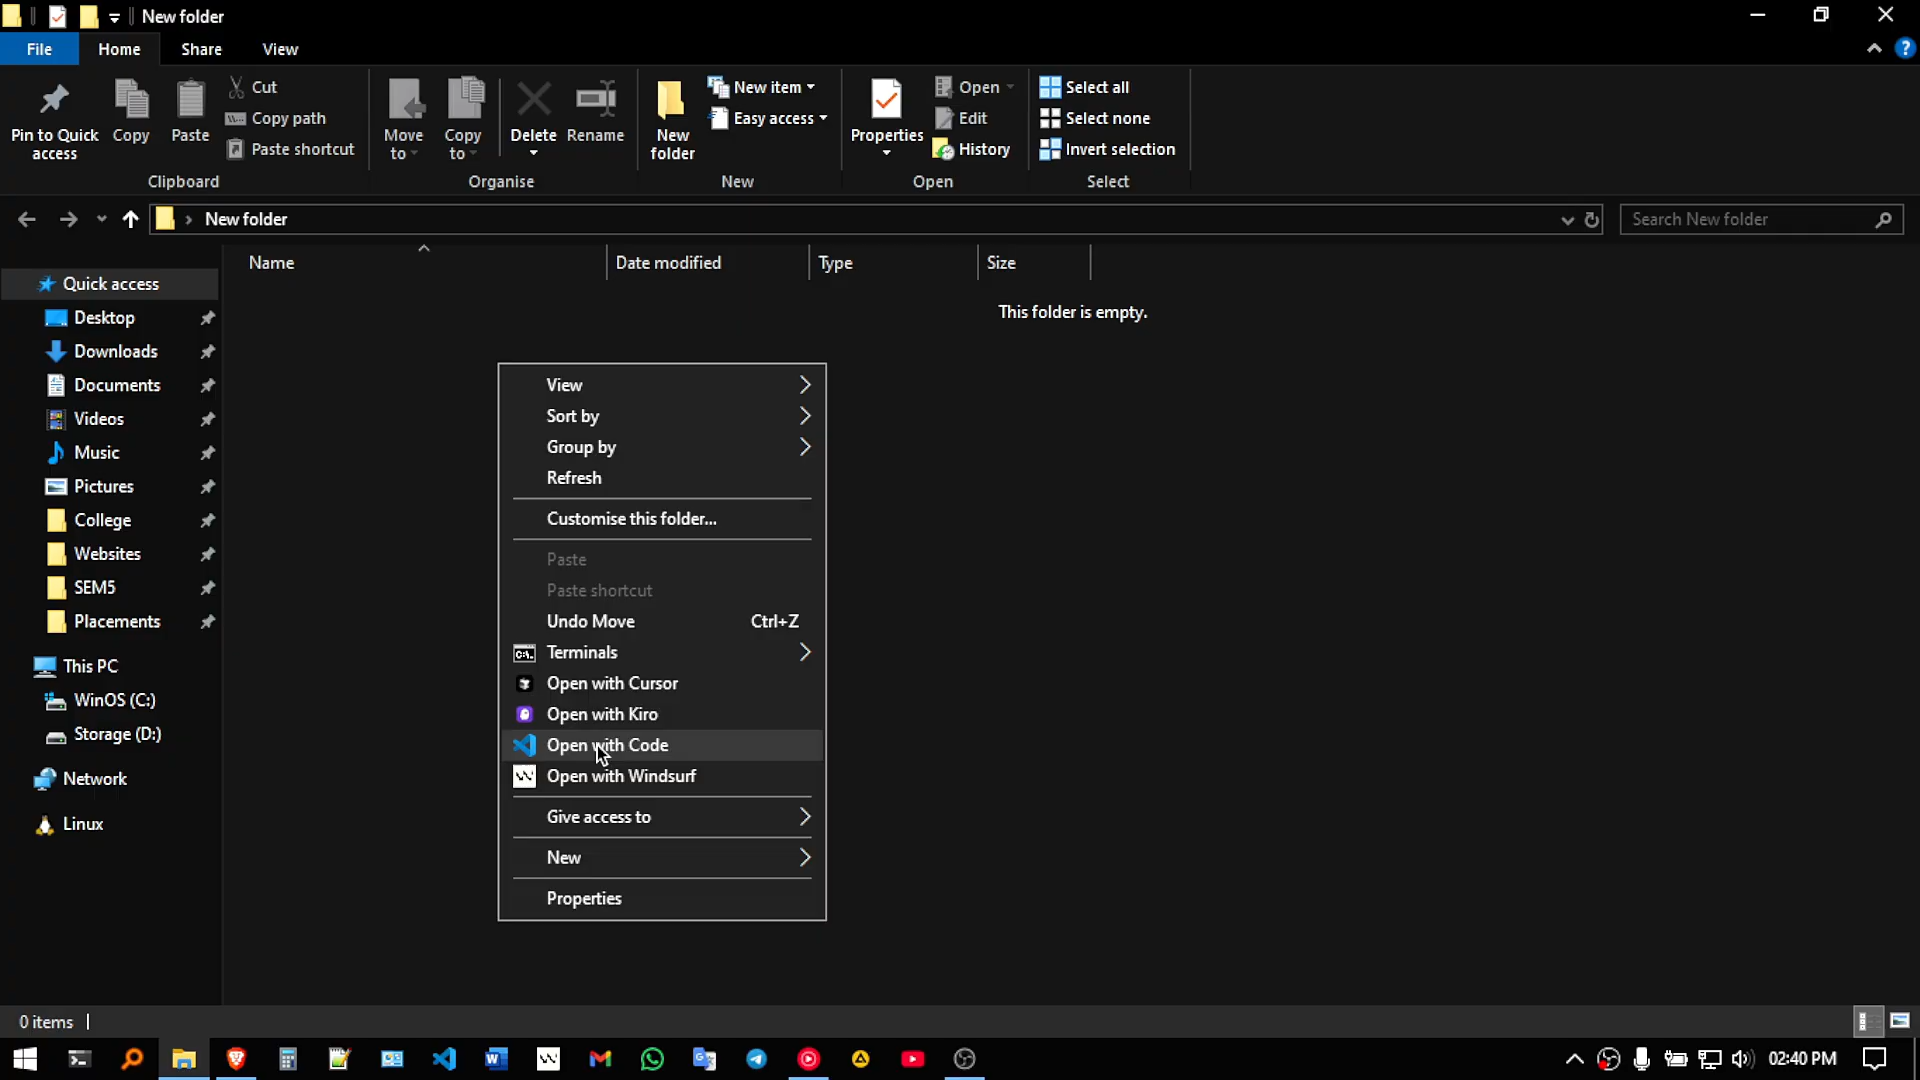 New folder
File Home Share View
Pin to Quick access
Copy
Paste
Cut
Copy path
Paste shortcut
Clipboard
Move to
Copy to
Delete
Rename
Organise
New folder
New item
Easy access
New
Properties
Open
Edit
History
Open
Select all
Select none
Invert selection
Select
New folder
Search New folder
Name Date modified Type Size
This folder is empty.
Quick access
Desktop
Downloads
Documents
Videos
Music
Pictures
College
Websites
SEM5
Placements
This PC
WinOS (C:)
Storage (D:)
Network
Linux
View
Sort by
Group by
Refresh
Customise this folder...
Paste
Paste shortcut
Undo Move Ctrl+Z
Terminals
Open with Cursor
Open with Kiro
Open with Code
Open with Windsurf
Give access to
New
Properties
0 items
02:40 PM